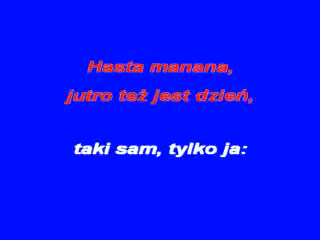 Hasta manana,
jutro też jest dzień,
taki sam, tylko ja: